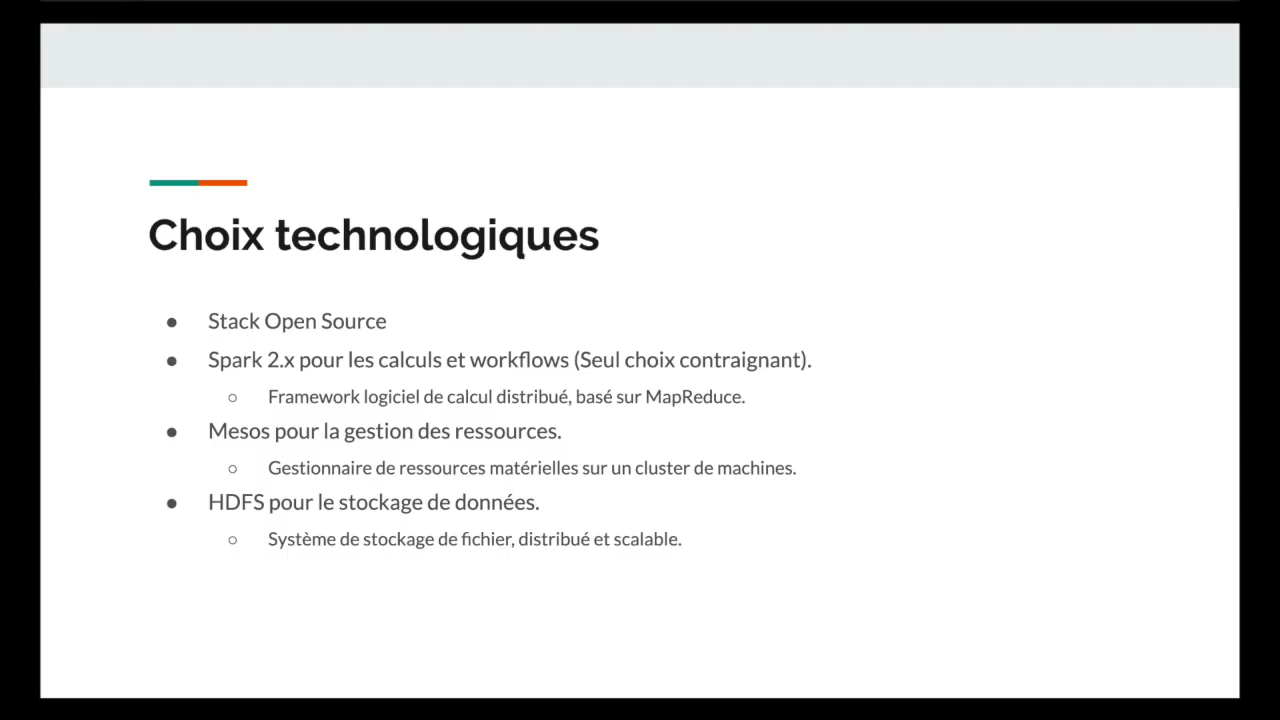 Choix technologiques
● Stack Open Source
● Spark 2.x pour les calculs et workflows (Seul choix contraignant).
○ Framework logiciel de calcul distribué, basé sur MapReduce.
● Mesos pour la gestion des ressources.
○ Gestionnaire de ressources matérielles sur un cluster de machines.
● HDFS pour le stockage de données.
○ Système de stockage de fichier, distribué et scalable.